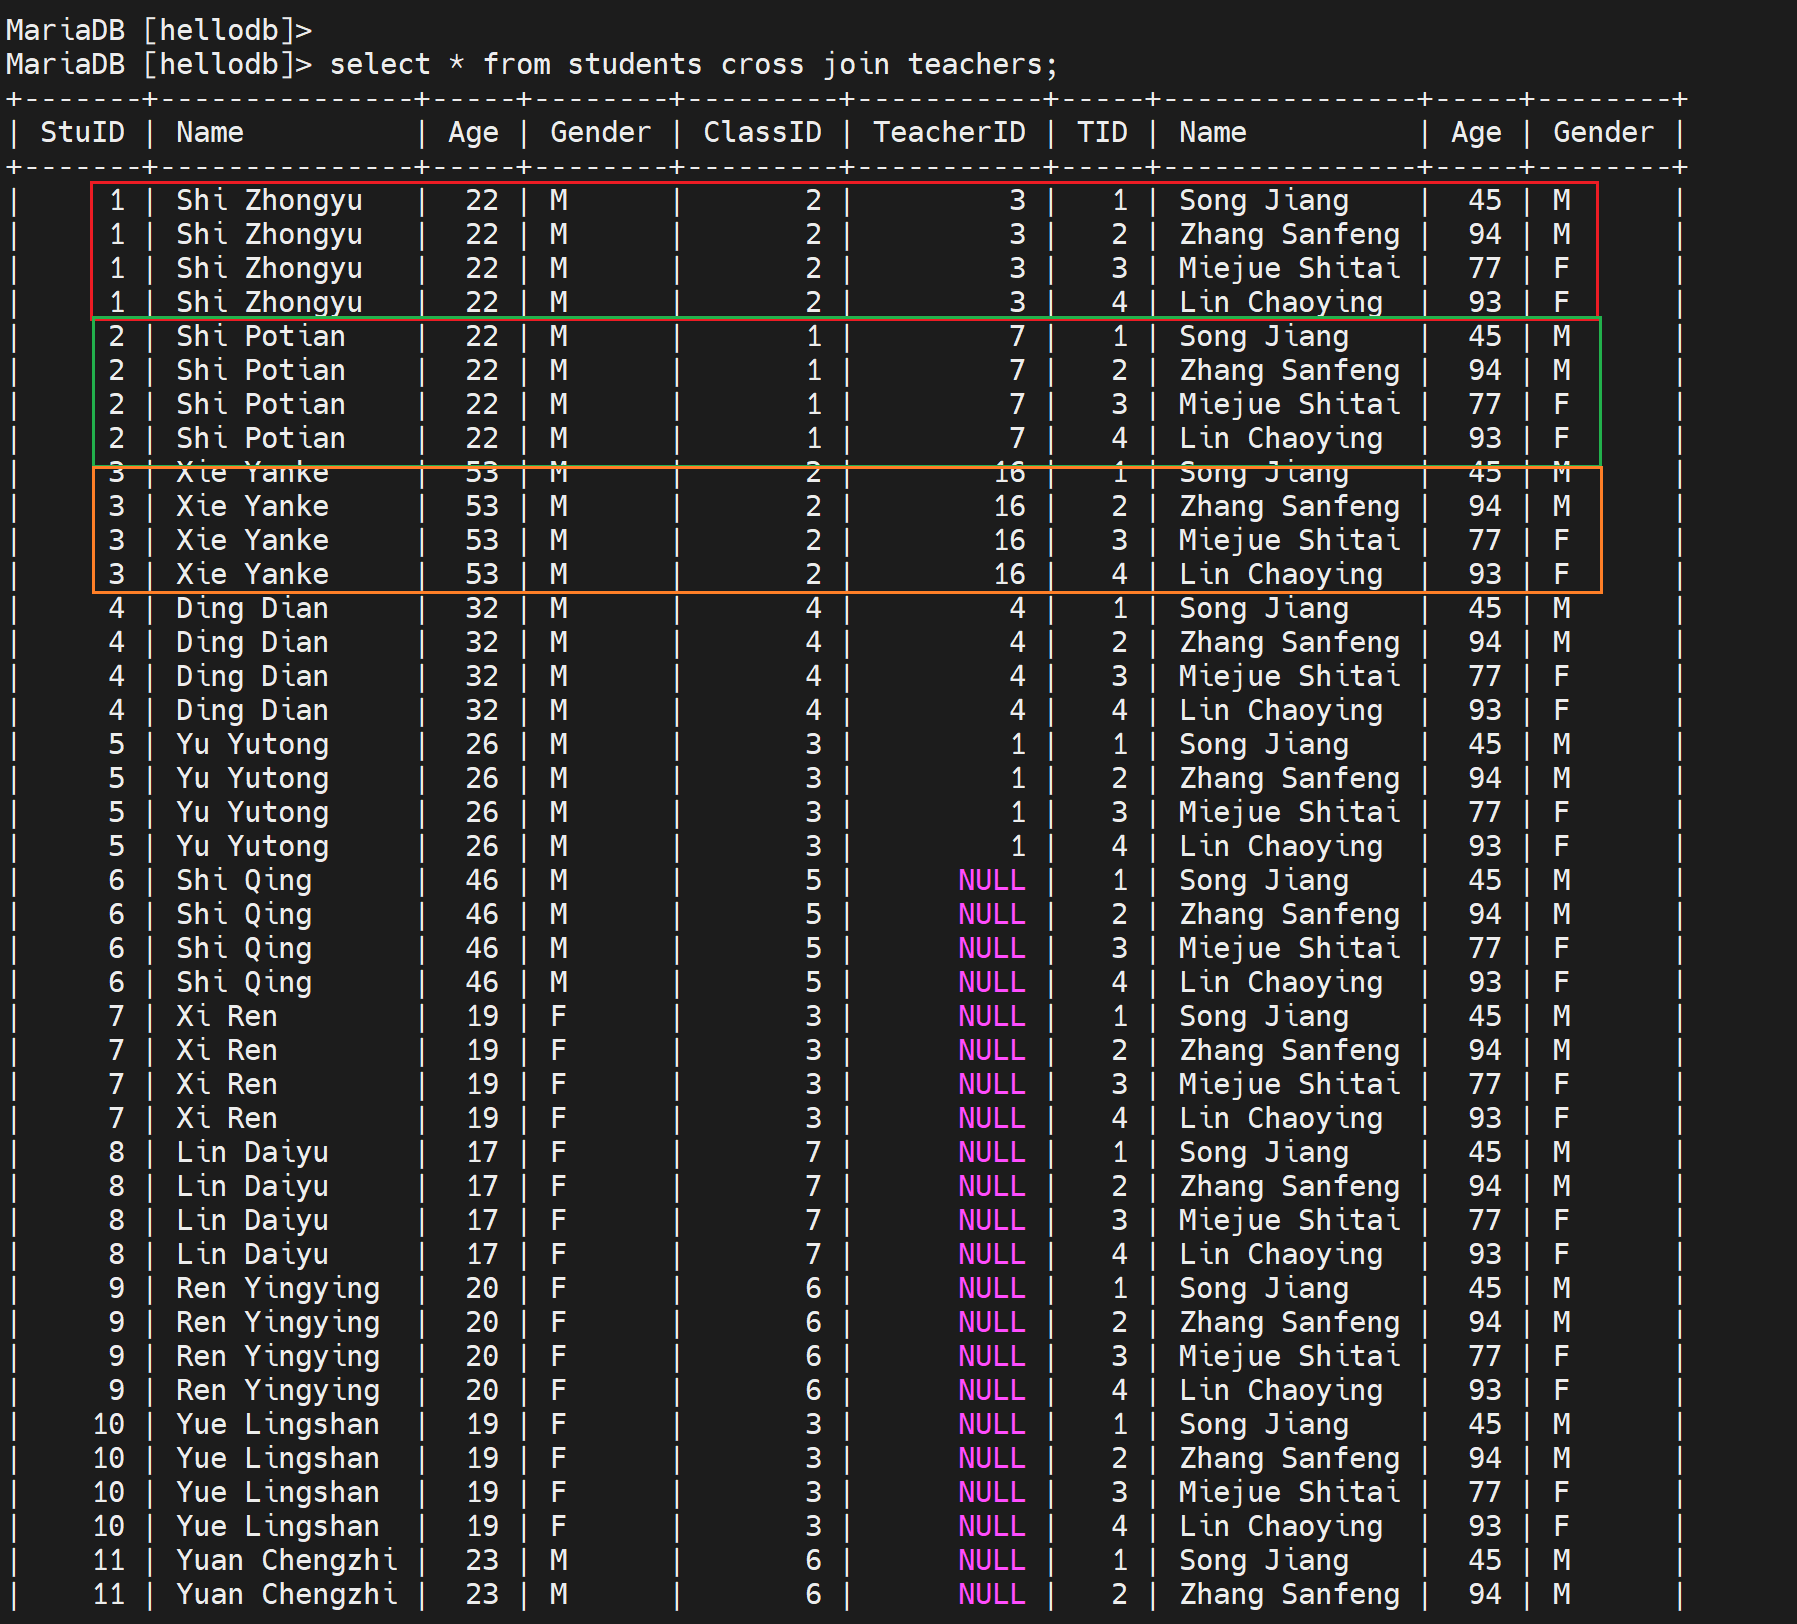 MariaDB [hellodb]>
MariaDB [hellodb]> select * from students cross join teachers;
+-------+---------------+-----+--------+---------+-----------+-----+---------------+-----+--------+
| StuID | Name          | Age | Gender | ClassID | TeacherID | TID | Name          | Age | Gender |
+-------+---------------+-----+--------+---------+-----------+-----+---------------+-----+--------+
|     1 | Shi Zhongyu   |  22 | M      |       2 |         3 |   1 | Song Jiang    |  45 | M      |
|     1 | Shi Zhongyu   |  22 | M      |       2 |         3 |   2 | Zhang Sanfeng |  94 | M      |
|     1 | Shi Zhongyu   |  22 | M      |       2 |         3 |   3 | Miejue Shitai |  77 | F      |
|     1 | Shi Zhongyu   |  22 | M      |       2 |         3 |   4 | Lin Chaoying  |  93 | F      |
|     2 | Shi Potian    |  22 | M      |       1 |         7 |   1 | Song Jiang    |  45 | M      |
|     2 | Shi Potian    |  22 | M      |       1 |         7 |   2 | Zhang Sanfeng |  94 | M      |
|     2 | Shi Potian    |  22 | M      |       1 |         7 |   3 | Miejue Shitai |  77 | F      |
|     2 | Shi Potian    |  22 | M      |       1 |         7 |   4 | Lin Chaoying  |  93 | F      |
|     3 | Xie Yanke     |  53 | M      |       2 |        16 |   1 | Song Jiang    |  45 | M      |
|     3 | Xie Yanke     |  53 | M      |       2 |        16 |   2 | Zhang Sanfeng |  94 | M      |
|     3 | Xie Yanke     |  53 | M      |       2 |        16 |   3 | Miejue Shitai |  77 | F      |
|     3 | Xie Yanke     |  53 | M      |       2 |        16 |   4 | Lin Chaoying  |  93 | F      |
|     4 | Ding Dian     |  32 | M      |       4 |         4 |   1 | Song Jiang    |  45 | M      |
|     4 | Ding Dian     |  32 | M      |       4 |         4 |   2 | Zhang Sanfeng |  94 | M      |
|     4 | Ding Dian     |  32 | M      |       4 |         4 |   3 | Miejue Shitai |  77 | F      |
|     4 | Ding Dian     |  32 | M      |       4 |         4 |   4 | Lin Chaoying  |  93 | F      |
|     5 | Yu Yutong     |  26 | M      |       3 |         1 |   1 | Song Jiang    |  45 | M      |
|     5 | Yu Yutong     |  26 | M      |       3 |         1 |   2 | Zhang Sanfeng |  94 | M      |
|     5 | Yu Yutong     |  26 | M      |       3 |         1 |   3 | Miejue Shitai |  77 | F      |
|     5 | Yu Yutong     |  26 | M      |       3 |         1 |   4 | Lin Chaoying  |  93 | F      |
|     6 | Shi Qing      |  46 | M      |       5 |      NULL |   1 | Song Jiang    |  45 | M      |
|     6 | Shi Qing      |  46 | M      |       5 |      NULL |   2 | Zhang Sanfeng |  94 | M      |
|     6 | Shi Qing      |  46 | M      |       5 |      NULL |   3 | Miejue Shitai |  77 | F      |
|     6 | Shi Qing      |  46 | M      |       5 |      NULL |   4 | Lin Chaoying  |  93 | F      |
|     7 | Xi Ren        |  19 | F      |       3 |      NULL |   1 | Song Jiang    |  45 | M      |
|     7 | Xi Ren        |  19 | F      |       3 |      NULL |   2 | Zhang Sanfeng |  94 | M      |
|     7 | Xi Ren        |  19 | F      |       3 |      NULL |   3 | Miejue Shitai |  77 | F      |
|     7 | Xi Ren        |  19 | F      |       3 |      NULL |   4 | Lin Chaoying  |  93 | F      |
|     8 | Lin Daiyu     |  17 | F      |       7 |      NULL |   1 | Song Jiang    |  45 | M      |
|     8 | Lin Daiyu     |  17 | F      |       7 |      NULL |   2 | Zhang Sanfeng |  94 | M      |
|     8 | Lin Daiyu     |  17 | F      |       7 |      NULL |   3 | Miejue Shitai |  77 | F      |
|     8 | Lin Daiyu     |  17 | F      |       7 |      NULL |   4 | Lin Chaoying  |  93 | F      |
|     9 | Ren Yingying  |  20 | F      |       6 |      NULL |   1 | Song Jiang    |  45 | M      |
|     9 | Ren Yingying  |  20 | F      |       6 |      NULL |   2 | Zhang Sanfeng |  94 | M      |
|     9 | Ren Yingying  |  20 | F      |       6 |      NULL |   3 | Miejue Shitai |  77 | F      |
|     9 | Ren Yingying  |  20 | F      |       6 |      NULL |   4 | Lin Chaoying  |  93 | F      |
|    10 | Yue Lingshan  |  19 | F      |       3 |      NULL |   1 | Song Jiang    |  45 | M      |
|    10 | Yue Lingshan  |  19 | F      |       3 |      NULL |   2 | Zhang Sanfeng |  94 | M      |
|    10 | Yue Lingshan  |  19 | F      |       3 |      NULL |   3 | Miejue Shitai |  77 | F      |
|    10 | Yue Lingshan  |  19 | F      |       3 |      NULL |   4 | Lin Chaoying  |  93 | F      |
|    11 | Yuan Chengzhi |  23 | M      |       6 |      NULL |   1 | Song Jiang    |  45 | M      |
|    11 | Yuan Chengzhi |  23 | M      |       6 |      NULL |   2 | Zhang Sanfeng |  94 | M      |